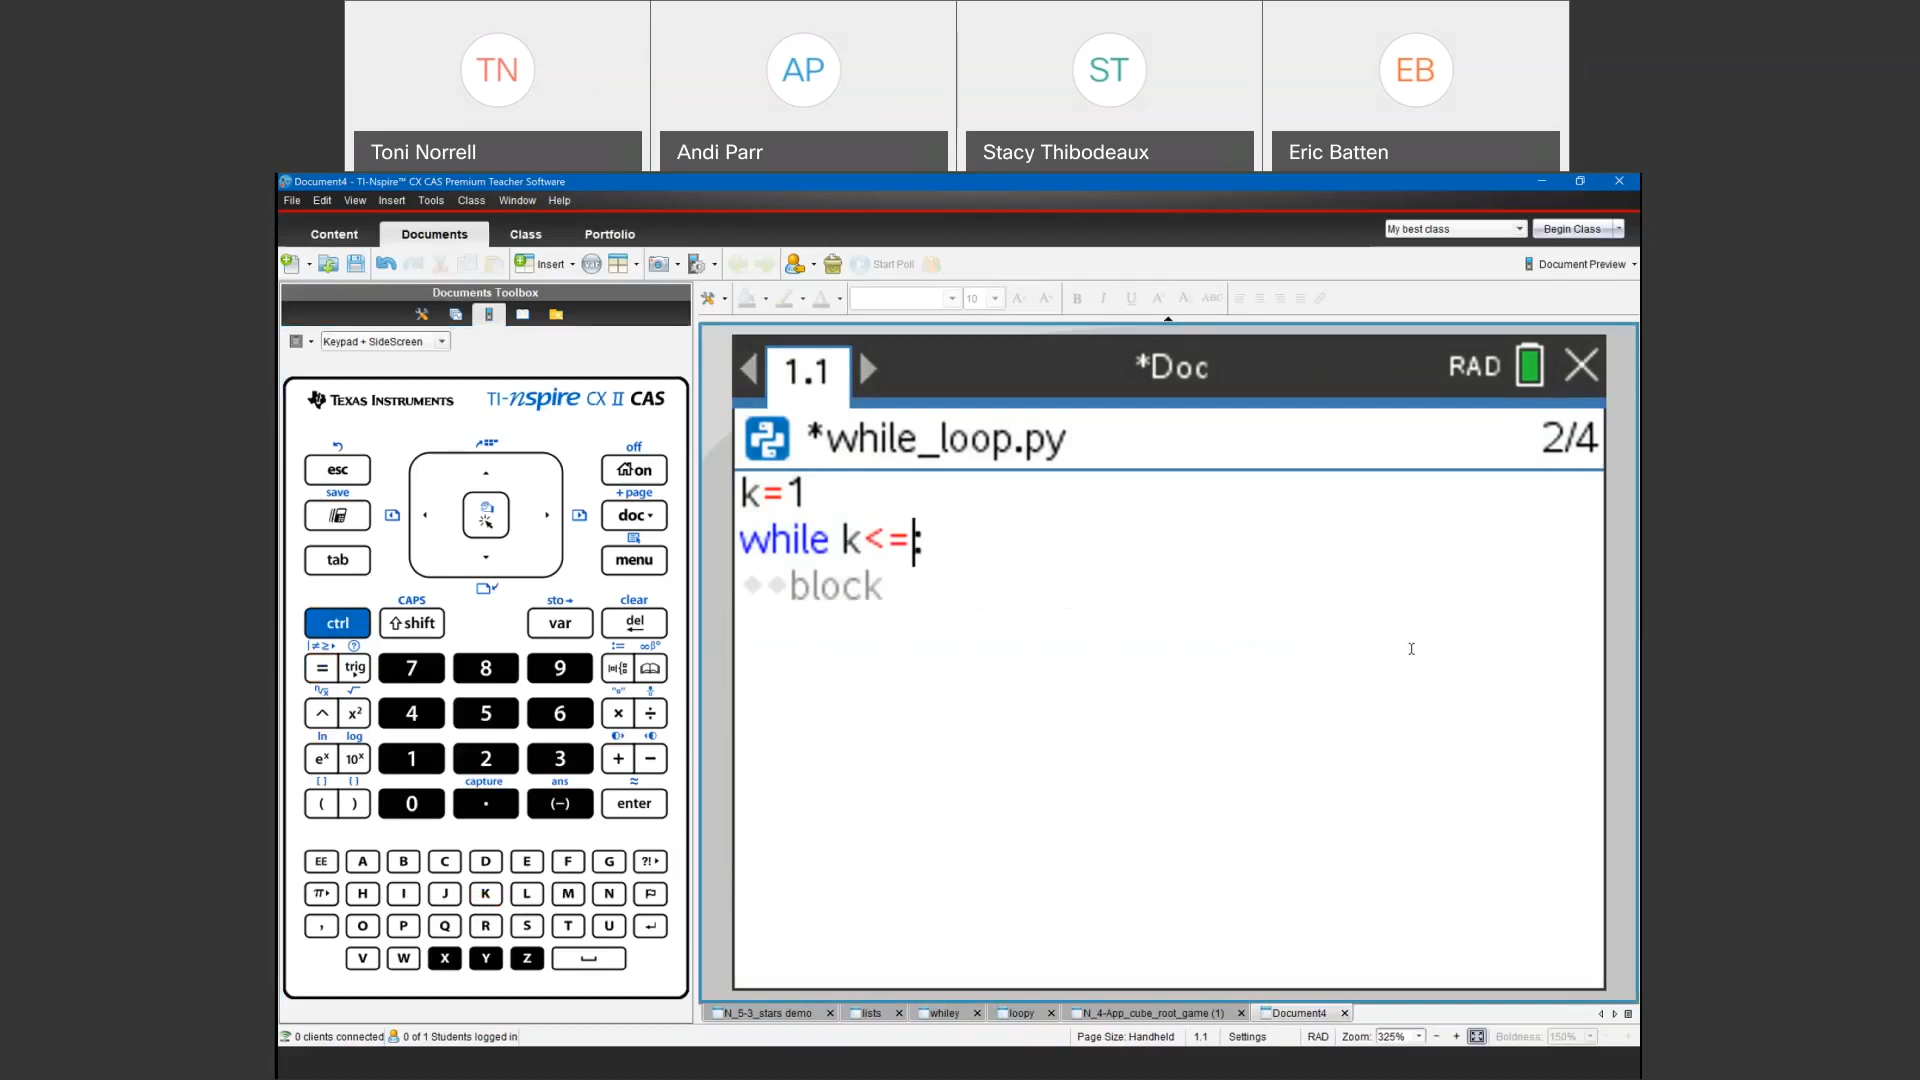 TN
AP
ST
EB
Toni Norrell
Andi Parr
Stacy Thibodeaux
Eric Batten
Document4 - TI-Nspire™ CX CAS Premium Teacher Software
File Edit View Insert Tools Class Window Help
Content
Documents
Class
Portfolio
My best class
Begin Class
Insert
Start Poll
Document Preview
Documents Toolbox
10
B I U A A ABC
Keypad + SideScreen
TEXAS INSTRUMENTS TI-nspire CX II CAS
off
esc
on
save
+ page
doc
tab
menu
CAPS sto→ clear
ctrl shift var del
= trig 7 8 9
^ x² 4 5 6 × ÷
ln log
eˣ 10ˣ 1 2 3 + −
[ ] { } capture ans ≈
( ) 0 . (−) enter
EE A B C D E F G ?!
π H I J K L M N
, O P Q R S T U
V W X Y Z
1.1
*Doc
RAD
*while_loop.py
2/4
k=1
while k<=:
block
N_5-3_stars demo
lists
whiley
loopy
N_4-App_cube_root_game (1)
Document4
0 clients connected
0 of 1 Students logged in
Page Size: Handheld
1.1
Settings
RAD
Zoom: 325%
Boldness: 150%